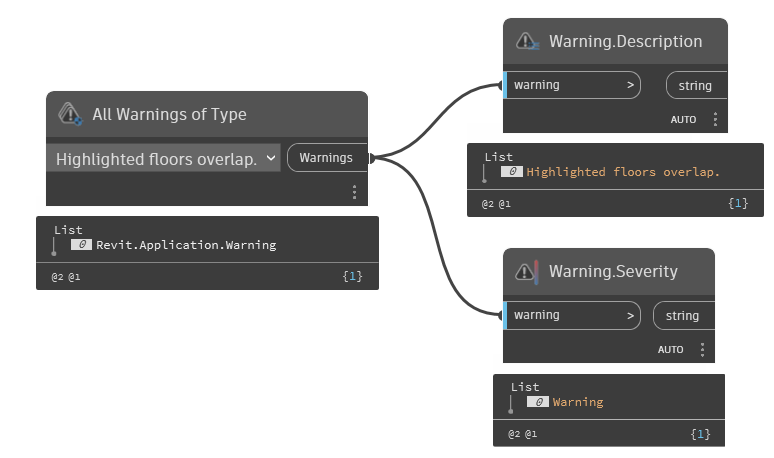 All Warnings of Type
Highlighted floors overlap.
Warnings
List
0 Revit.Application.Warning
@2 @1
{1}
Warning.Description
warning >
string
AUTO
List
0 Highlighted floors overlap.
@2 @1
{1}
Warning.Severity
warning >
string
AUTO
List
0 Warning
@2 @1
{1}